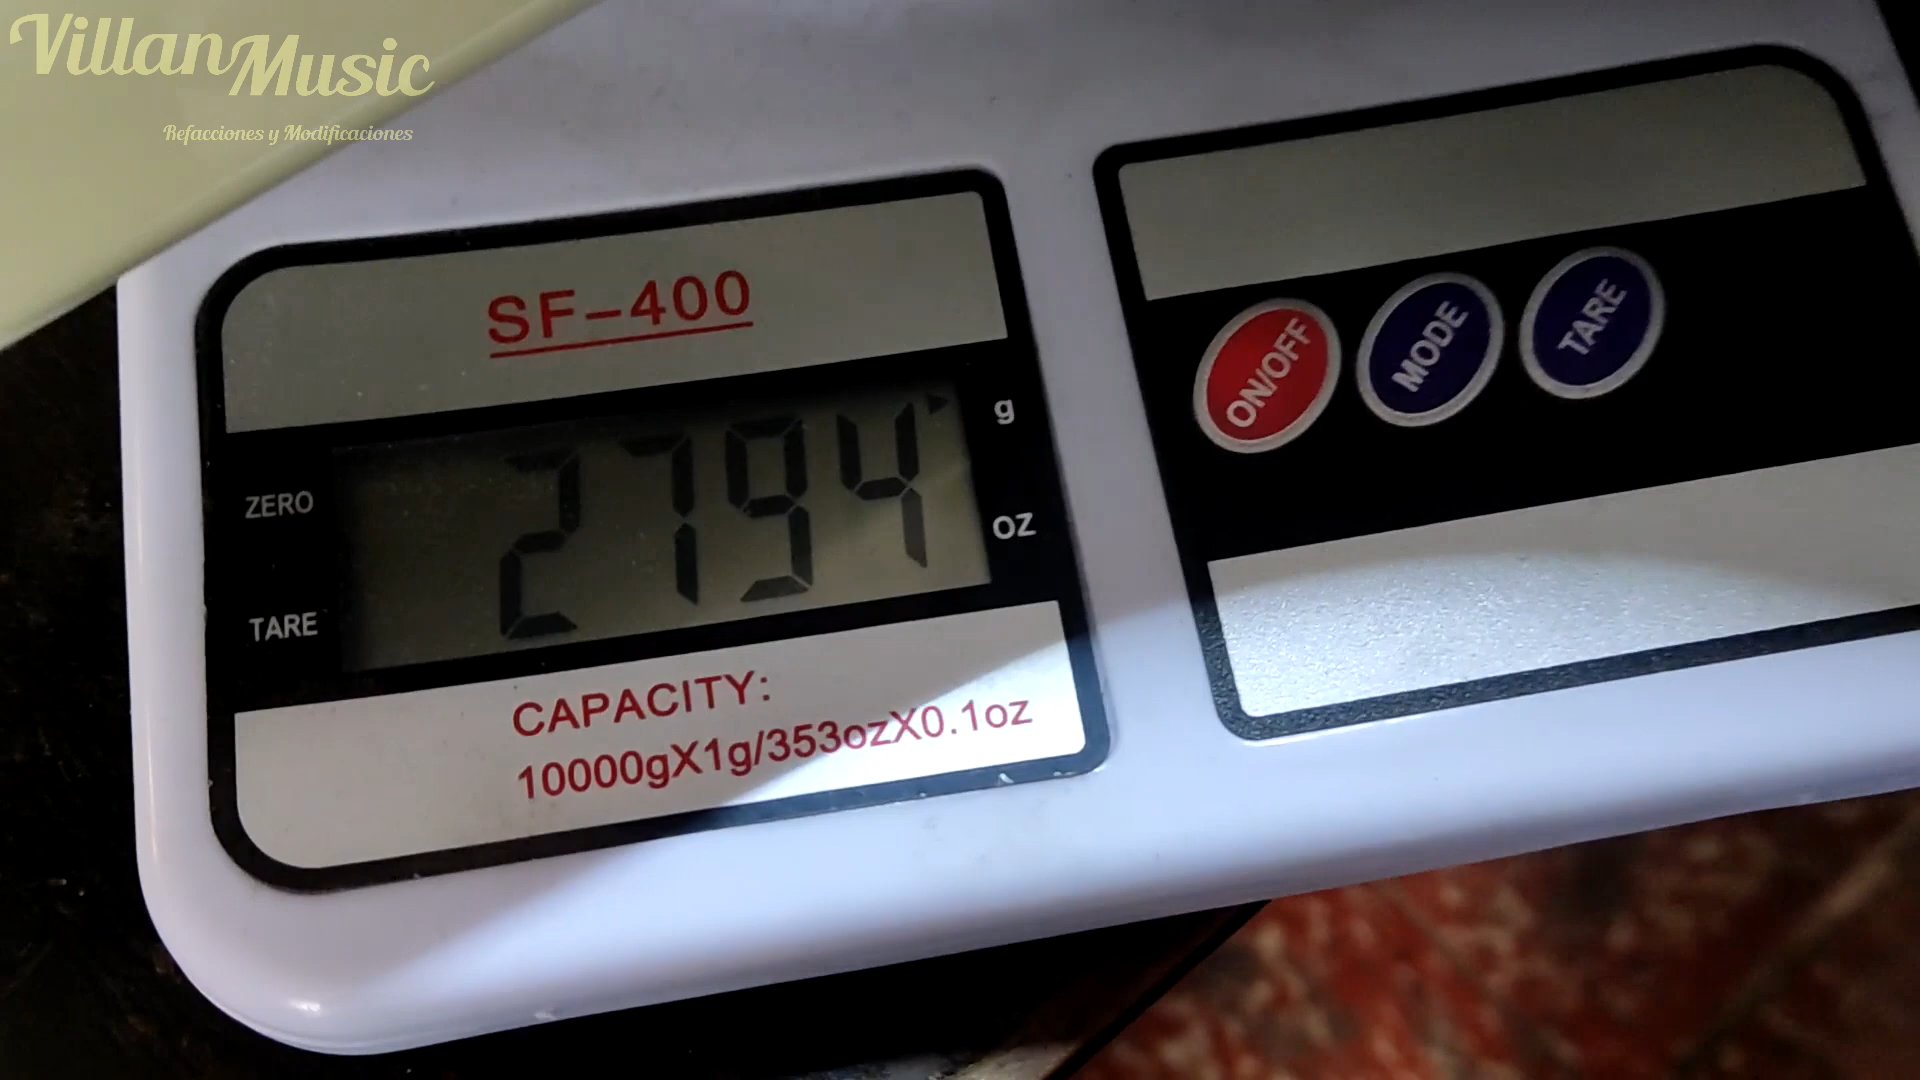 VillanMusic
Refacciones y Modificaciones
SF-400
2794
g
oz
ZERO
TARE
CAPACITY:
10000gX1g/353ozX0.1oz
ON/OFF
MODE
TARE